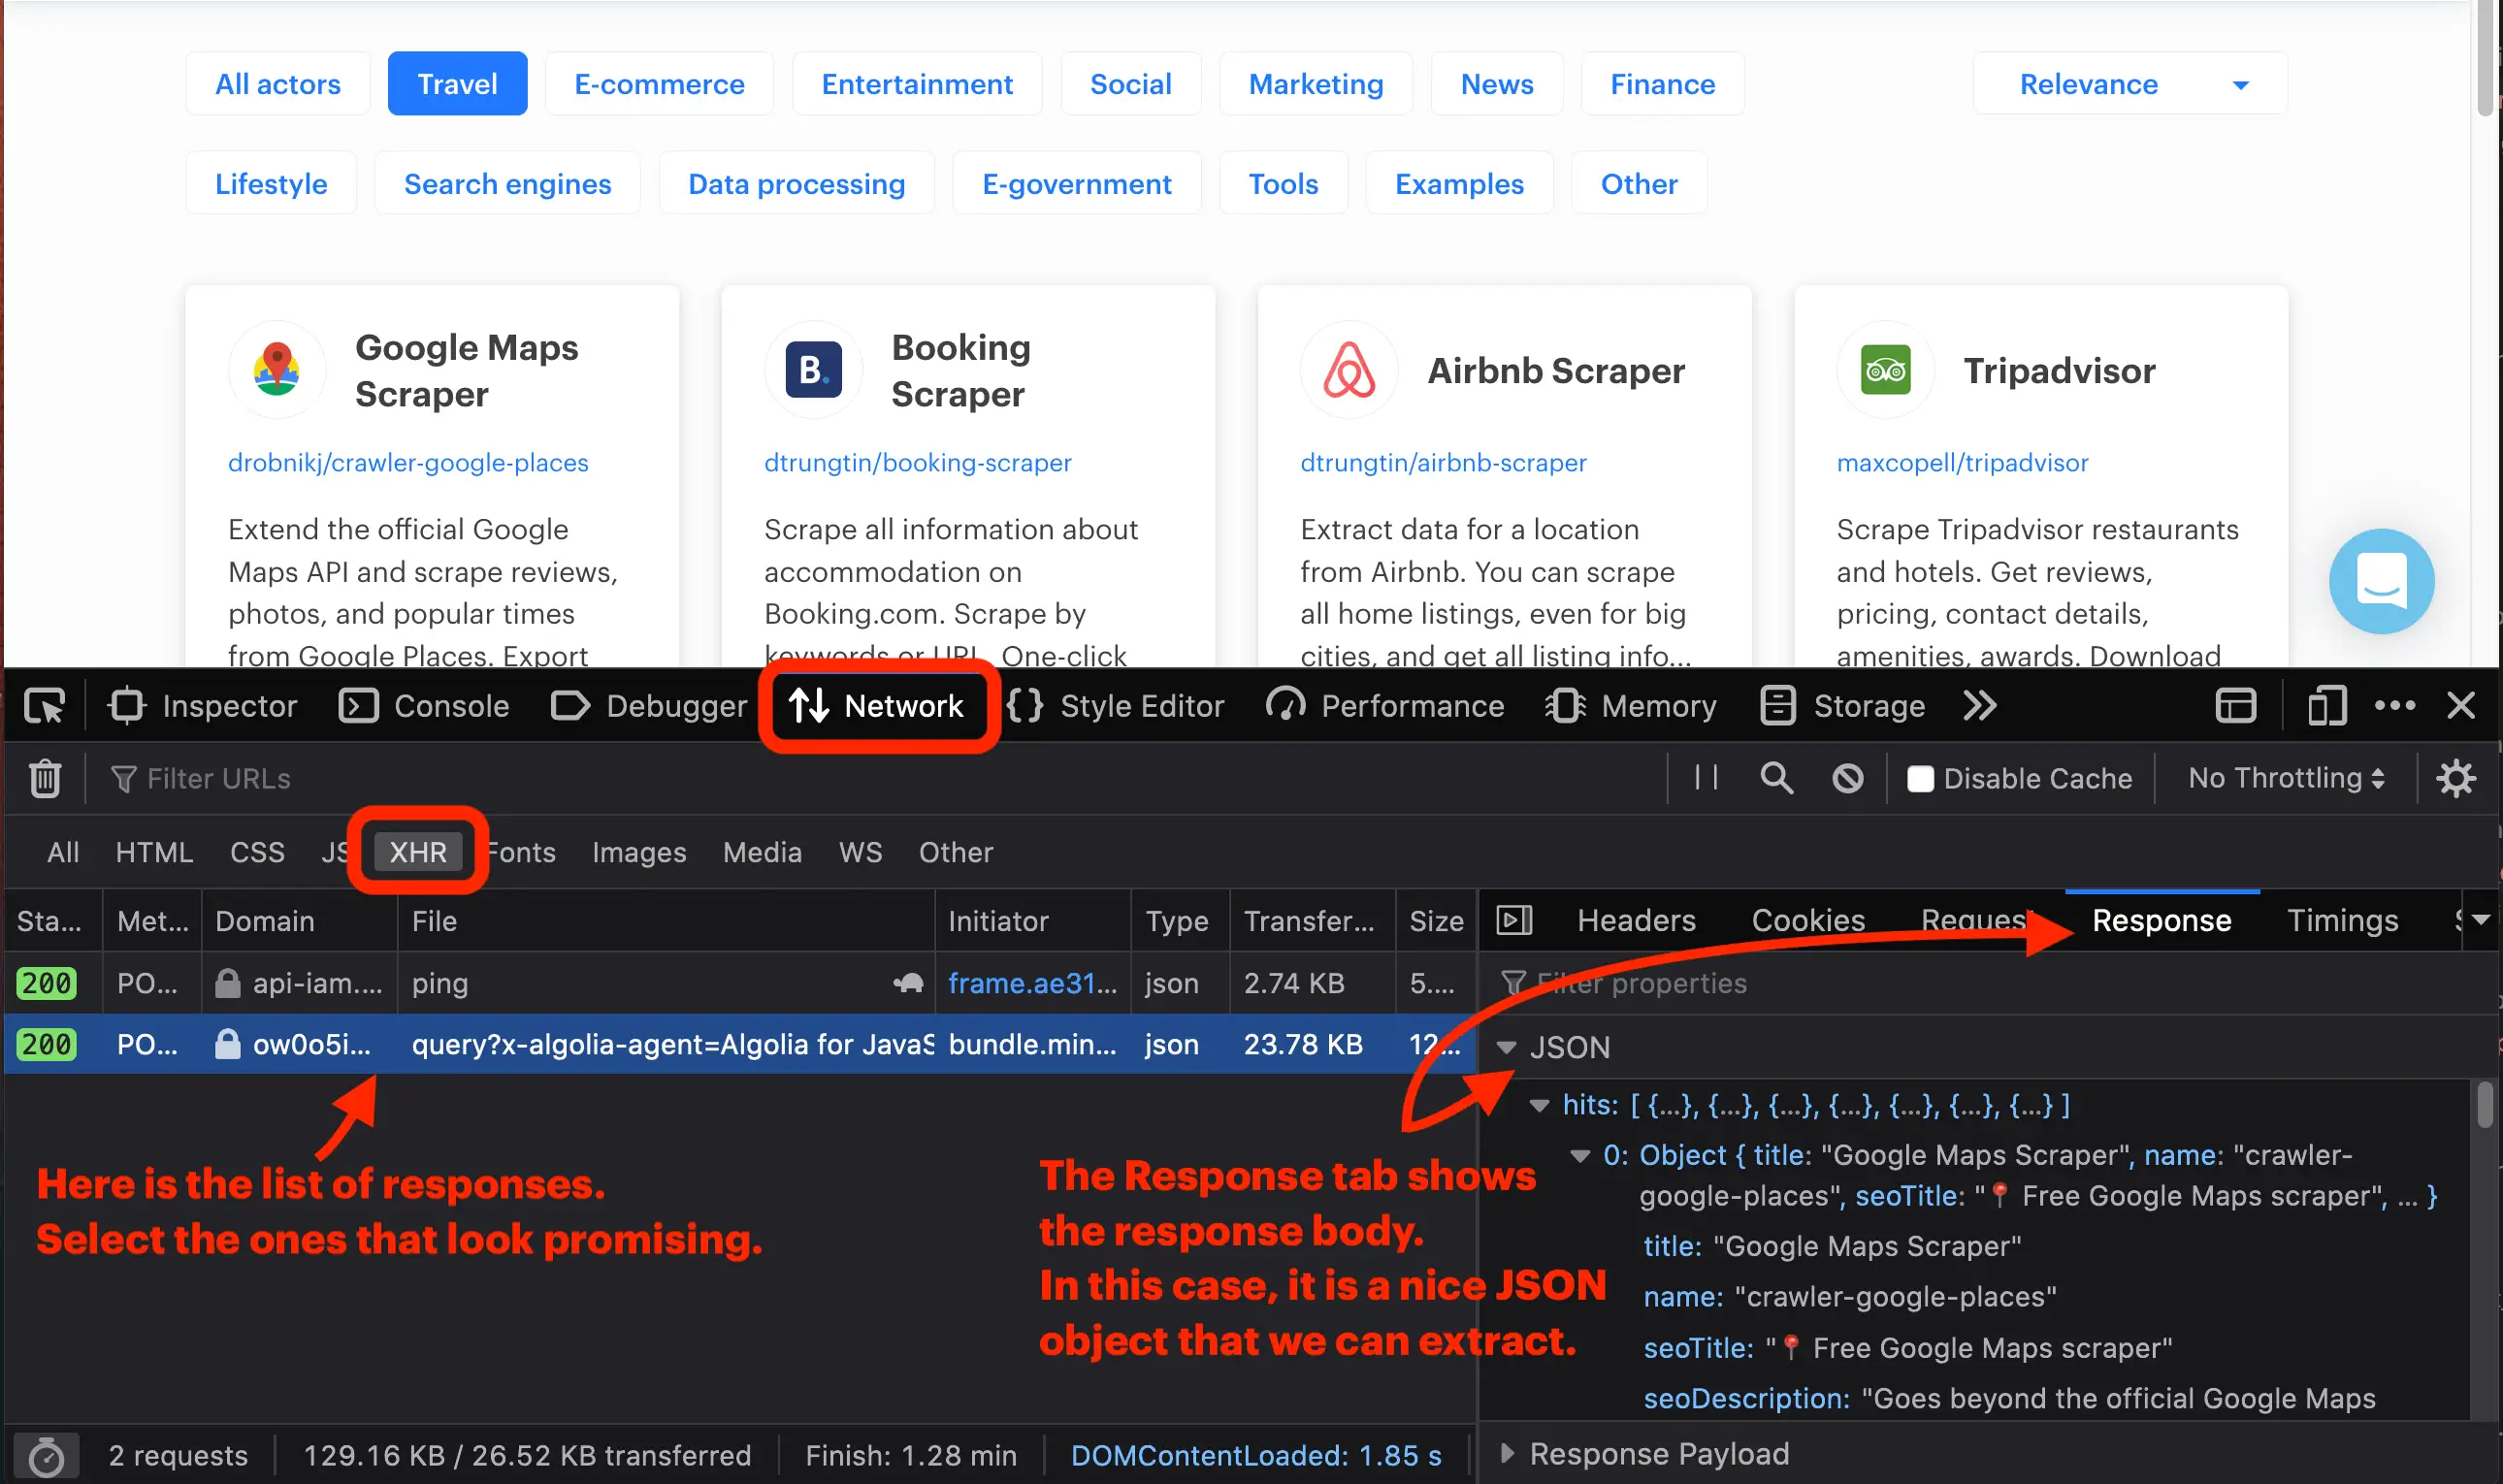 All actors Travel E-commerce Entertainment Social Marketing News Finance Relevance
Lifestyle Search engines Data processing E-government Tools Examples Other
Google Maps
Scraper
drobnikj/crawler-google-places
Extend the official Google
Maps API and scrape reviews,
photos, and popular times
from Google Places. Export
B. Booking
Scraper
dtrungtin/booking-scraper
Scrape all information about
accommodation on
Booking.com. Scrape by
keywords or URL. One-click
Airbnb Scraper
dtrungtin/airbnb-scraper
Extract data for a location
from Airbnb. You can scrape
all home listings, even for big
cities, and get all listing info...
Tripadvisor
maxcopell/tripadvisor
Scrape Tripadvisor restaurants
and hotels. Get reviews,
pricing, contact details,
amenities, awards. Download
Inspector Console Debugger Network Style Editor Performance Memory Storage
Filter URLs Disable Cache No Throttling
All HTML CSS JS XHR Fonts Images Media WS Other
Sta... Met... Domain File Initiator Type Transfer... Size
200 PO... api-iam.... ping frame.ae31... json 2.74 KB 5....
200 PO... ow0o5i... query?x-algolia-agent=Algolia for JavaS bundle.min... json 23.78 KB 12...
Here is the list of responses.
Select the ones that look promising.
The Response tab shows
the response body.
In this case, it is a nice JSON
object that we can extract.
Headers Cookies Request Response Timings
Filter properties
JSON
hits: [ {...}, {...}, {...}, {...}, {...}, {...}, {...} ]
0: Object { title: "Google Maps Scraper", name: "crawler-
google-places", seoTitle: "📍 Free Google Maps scraper", ... }
title: "Google Maps Scraper"
name: "crawler-google-places"
seoTitle: "📍 Free Google Maps scraper"
seoDescription: "Goes beyond the official Google Maps
Response Payload
2 requests 129.16 KB / 26.52 KB transferred Finish: 1.28 min DOMContentLoaded: 1.85 s